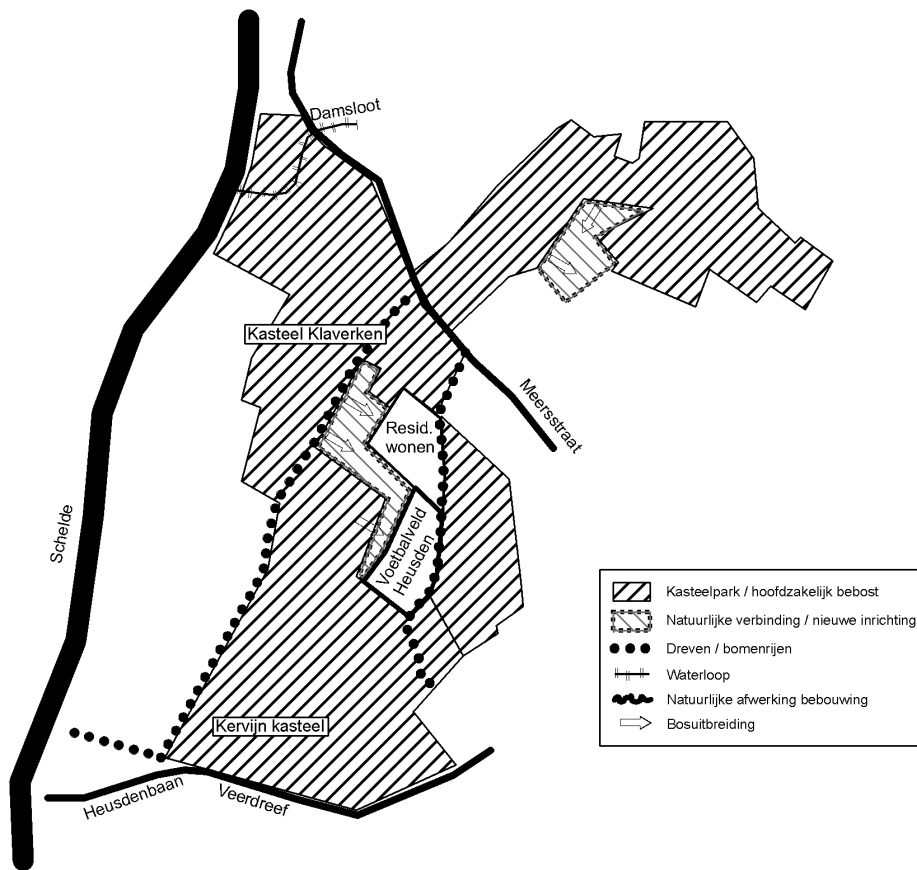 Damsloot
Kasteel Klaverken
Meersstraat
Resid.
wonen
Schelde
Voetbalveld
Heusden
Kervijn kasteel
Heusdenbaan
Veerdreef
Kasteelpark / hoofdzakelijk bebost
Natuurlijke verbinding / nieuwe inrichting
Dreven / bomenrijen
Waterloop
Natuurlijke afwerking bebouwing
Bosuitbreiding